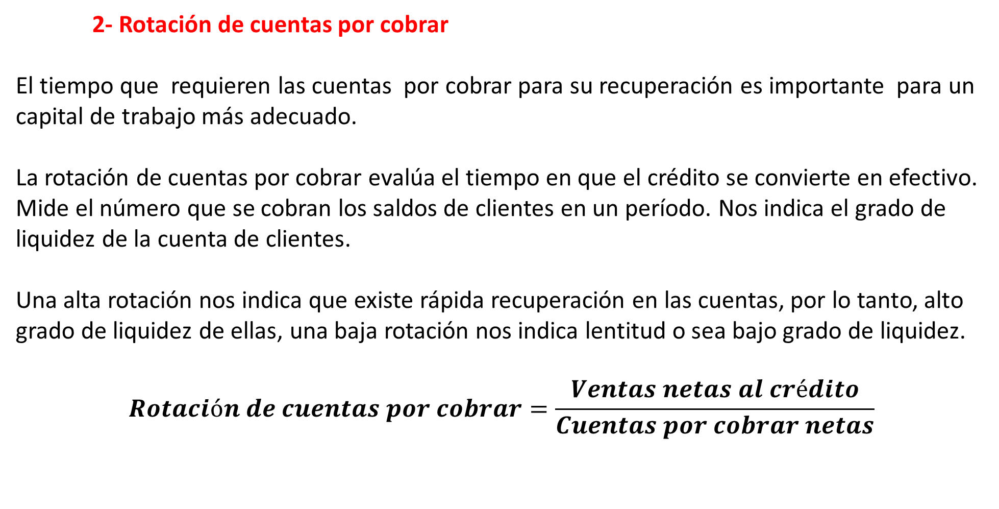 2- Rotación de cuentas por cobrar
El tiempo que  requieren las cuentas  por cobrar para su recuperación es importante  para un
capital de trabajo más adecuado.
La rotación de cuentas por cobrar evalúa el tiempo en que el crédito se convierte en efectivo.
Mide el número que se cobran los saldos de clientes en un período. Nos indica el grado de
liquidez de la cuenta de clientes.
Una alta rotación nos indica que existe rápida recuperación en las cuentas, por lo tanto, alto
grado de liquidez de ellas, una baja rotación nos indica lentitud o sea bajo grado de liquidez.
Rotación de cuentas por cobrar =
Ventas netas al crédito
Cuentas por cobrar netas